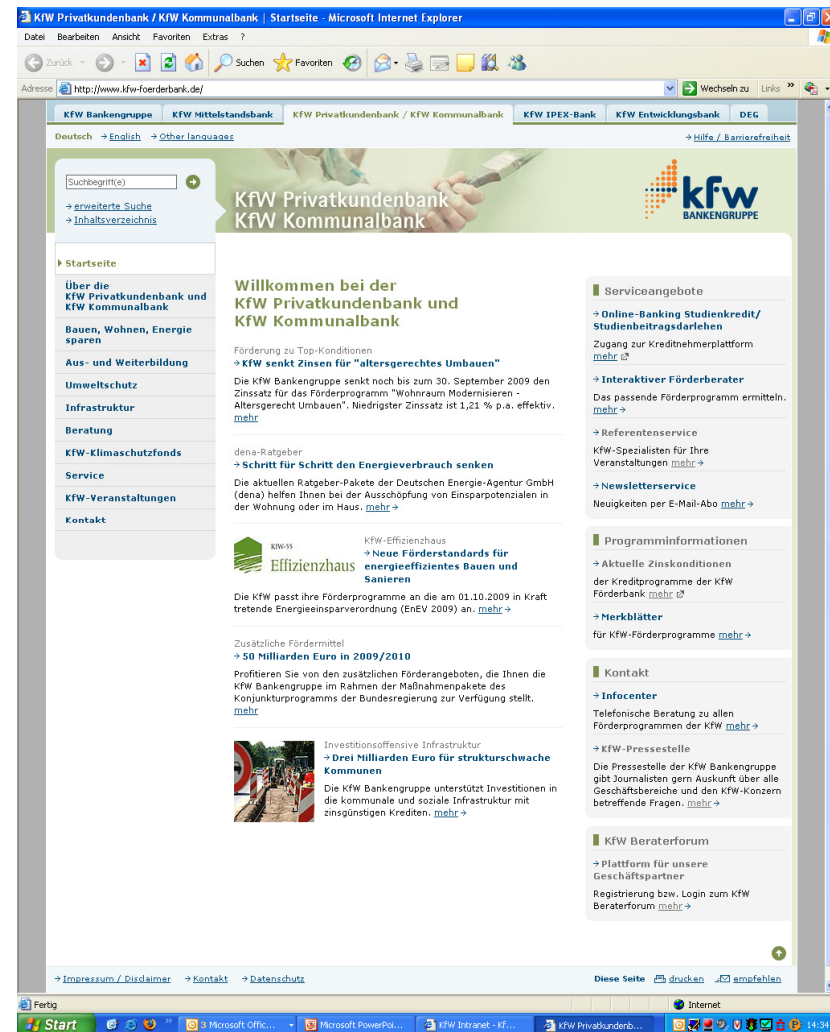 KfW Privatkundenbank / KfW Kommunalbank | Startseite - Microsoft Internet Explorer
Datei Bearbeiten Ansicht Favoriten Extras ?
Zurück Suchen Favoriten
Adresse http://www.kfw-foerderbank.de/ Wechseln zu Links »
KfW Bankengruppe KfW Mittelstandsbank KfW Privatkundenbank / KfW Kommunalbank KfW IPEX-Bank KfW Entwicklungsbank DEG
Deutsch → English → Other languages → Hilfe / Barrierefreiheit
Suchbegriff(e)
→ erweiterte Suche
→ Inhaltsverzeichnis
KfW Privatkundenbank
KfW Kommunalbank
kfw
BANKENGRUPPE
Startseite
Über die
KfW Privatkundenbank und
KfW Kommunalbank
Bauen, Wohnen, Energie
sparen
Aus- und Weiterbildung
Umweltschutz
Infrastruktur
Beratung
KfW-Klimaschutzfonds
Service
KfW-Veranstaltungen
Kontakt
Willkommen bei der
KfW Privatkundenbank und
KfW Kommunalbank
Förderung zu Top-Konditionen
→ KfW senkt Zinsen für "altersgerechtes Umbauen"
Die KfW Bankengruppe senkt noch bis zum 30. September 2009 den
Zinssatz für das Förderprogramm "Wohnraum Modernisieren -
Altersgerecht Umbauen". Niedrigster Zinssatz ist 1,21 % p.a. effektiv.
mehr
dena-Ratgeber
→ Schritt für Schritt den Energieverbrauch senken
Die aktuellen Ratgeber-Pakete der Deutschen Energie-Agentur GmbH
(dena) helfen Ihnen bei der Ausschöpfung von Einsparpotenzialen in
der Wohnung oder im Haus. mehr →
KfW-55
Effizienzhaus
KfW-Effizienzhaus
→ Neue Förderstandards für
energieeffizientes Bauen und
Sanieren
Die KfW passt ihre Förderprogramme an die am 01.10.2009 in Kraft
tretende Energieeinsparverordnung (EnEV 2009) an. mehr →
Zusätzliche Fördermittel
→ 50 Milliarden Euro in 2009/2010
Profitieren Sie von den zusätzlichen Förderangeboten, die Ihnen die
KfW Bankengruppe im Rahmen der Maßnahmenpakete des
Konjunkturprogramms der Bundesregierung zur Verfügung stellt.
mehr
Investitionsoffensive Infrastruktur
→ Drei Milliarden Euro für strukturschwache
Kommunen
Die KfW Bankengruppe unterstützt Investitionen in
die kommunale und soziale Infrastruktur mit
zinsgünstigen Krediten. mehr →
Serviceangebote
→ Online-Banking Studienkredit/
Studienbeitragsdarlehen
Zugang zur Kreditnehmerplattform
mehr
→ Interaktiver Förderberater
Das passende Förderprogramm ermitteln.
mehr →
→ Referentenservice
KfW-Spezialisten für Ihre
Veranstaltungen mehr →
→ Newsletterservice
Neuigkeiten per E-Mail-Abo mehr →
Programminformationen
→ Aktuelle Zinskonditionen
der Kreditprogramme der KfW
Förderbank mehr
→ Merkblätter
für KfW-Förderprogramme mehr →
Kontakt
→ Infocenter
Telefonische Beratung zu allen
Förderprogrammen der KfW mehr →
→ KfW-Pressestelle
Die Pressestelle der KfW Bankengruppe
gibt Journalisten gern Auskunft über alle
Geschäftsbereiche und den KfW-Konzern
betreffende Fragen. mehr →
KfW Beraterforum
→ Plattform für unsere
Geschäftspartner
Registrierung bzw. Login zum KfW
Beraterforum mehr →
→ Impressum / Disclaimer → Kontakt → Datenschutz Diese Seite drucken empfehlen
Fertig Internet
Start » 3 Microsoft Offic... Microsoft PowerPoi... KfW Intranet - Kf... KfW Privatkundenb... 14:34